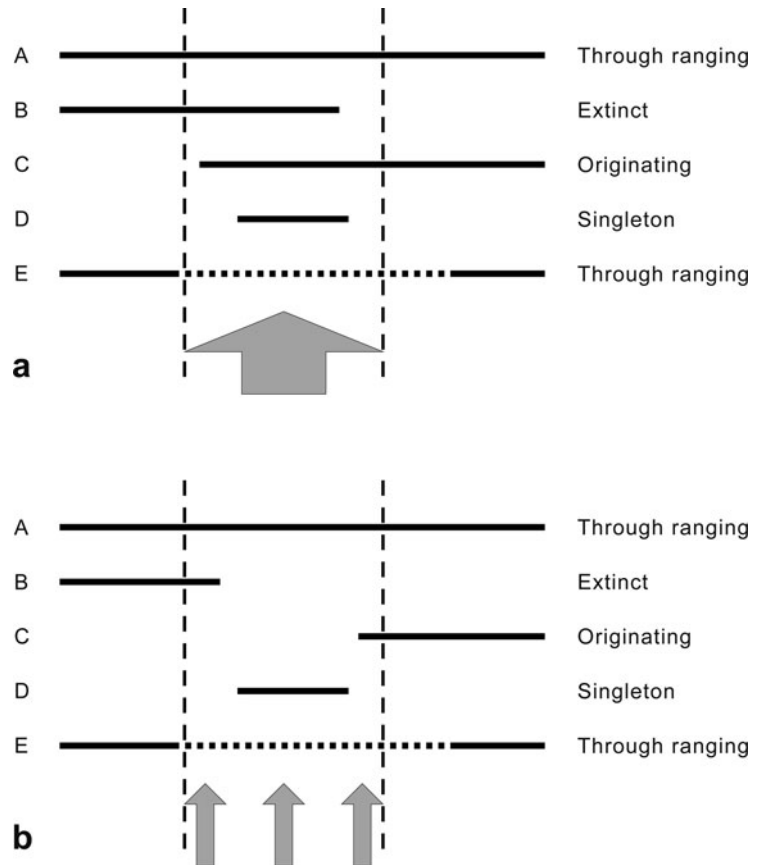 A Through ranging
B Extinct
C Originating
D Singleton
E Through ranging
a
A Through ranging
B Extinct
C Originating
D Singleton
E Through ranging
b